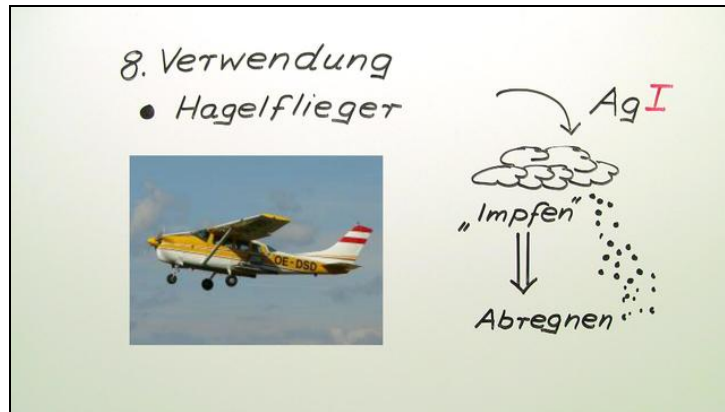 8. Verwendung
• Hagelflieger
AgI
OE-DSD
„Impfen"
Abregnen